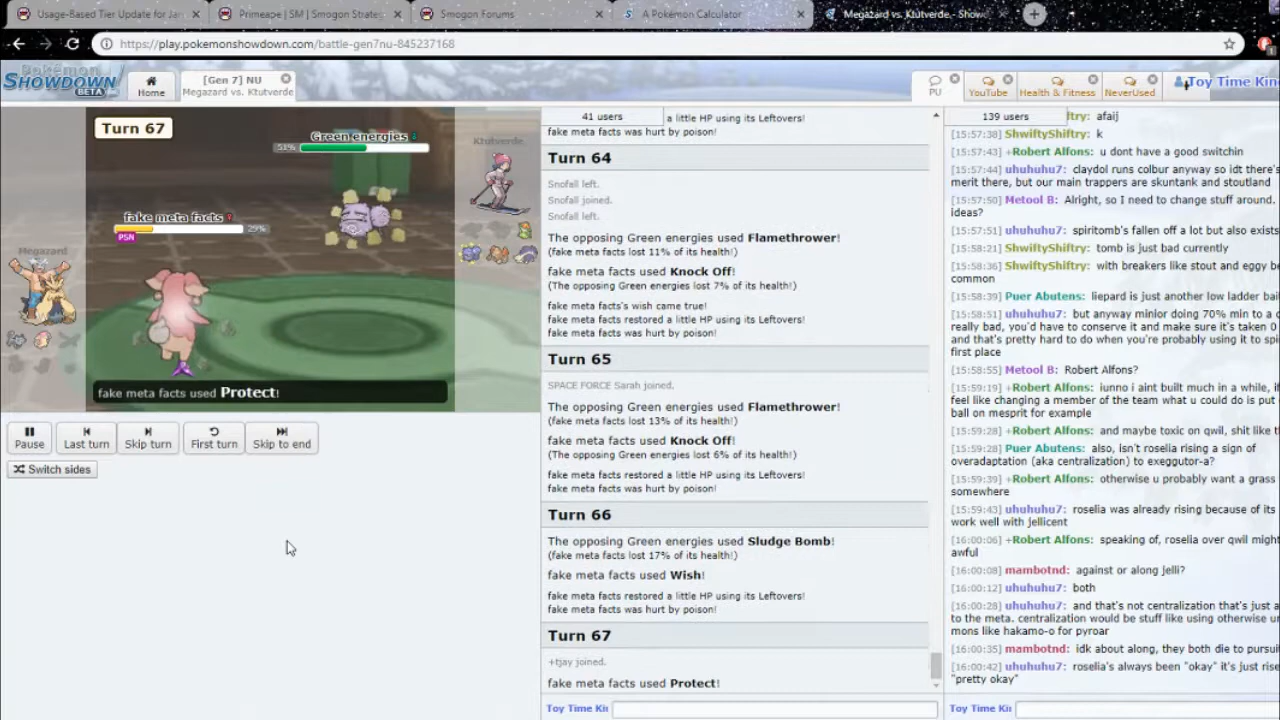 Usage-Based Tier Update for Jan
Primeape | SM | Smogon Strate
Smogon Forums
A Pokémon Calculator
Megazard vs. Ktutverde. - Show
https://play.pokemonshowdown.com/battle-gen7nu-845237168
Pokémon
SHOWDOWN
BETA
Home
[Gen 7] NU
Megazard vs. Ktutverde
PU
YouTube
Health & Fitness
NeverUsed
Toy Time Kin
Turn 67
Green energies
51%
Ktutverde.
fake meta facts
29%
PSN
Megazard
fake meta facts used Protect!
Pause
Last turn
Skip turn
First turn
Skip to end
Switch sides
41 users
a little HP using its Leftovers!
fake meta facts was hurt by poison!
Turn 64
Snofall left.
Snofall joined.
Snofall left.
The opposing Green energies used Flamethrower!
(fake meta facts lost 11% of its health!)
fake meta facts used Knock Off!
(The opposing Green energies lost 7% of its health!)
fake meta facts's wish came true!
fake meta facts restored a little HP using its Leftovers!
fake meta facts was hurt by poison!
Turn 65
SPACE FORCE Sarah joined.
The opposing Green energies used Flamethrower!
(fake meta facts lost 13% of its health!)
fake meta facts used Knock Off!
(The opposing Green energies lost 6% of its health!)
fake meta facts restored a little HP using its Leftovers!
fake meta facts was hurt by poison!
Turn 66
The opposing Green energies used Sludge Bomb!
(fake meta facts lost 17% of its health!)
fake meta facts used Wish!
fake meta facts restored a little HP using its Leftovers!
fake meta facts was hurt by poison!
Turn 67
+tjay joined.
fake meta facts used Protect!
Toy Time Kin
139 users
ftry: afaij
[15:57:38] ShwiftyShiftry: k
[15:57:43] +Robert Alfons: u dont have a good switchin
[15:57:44] uhuhuhu7: claydol runs colbur anyway so idt there's
merit there, but our main trappers are skuntank and stoutland
[15:57:50] Metool B: Alright, so I need to change stuff around.
ideas?
[15:57:51] uhuhuhu7: spiritomb's fallen off a lot but also exists
[15:58:21] ShwiftyShiftry: tomb is just bad currently
[15:58:36] ShwiftyShiftry: with breakers like stout and eggy be
common
[15:58:39] Puer Abutens: liepard is just another low ladder bai
[15:58:51] uhuhuhu7: but anyway minior doing 70% min to a d
really bad, you'd have to conserve it and make sure it's taken 0
and that's pretty hard to do when you're probably using it to spi
first place
[15:58:55] Metool B: Robert Alfons?
[15:59:19] +Robert Alfons: iunno i aint built much in a while, if
feel like changing a member of the team what u could do is put
ball on mesprit for example
[15:59:28] +Robert Alfons: and maybe toxic on qwil, shit like th
[15:59:28] Puer Abutens: also, isn't roselia rising a sign of
overadaptation (aka centralization) to exeggutor-a?
[15:59:39] +Robert Alfons: otherwise u probably want a grass
somewhere
[15:59:43] uhuhuhu7: roselia was already rising because of its
work well with jellicent
[16:00:06] +Robert Alfons: speaking of, roselia over qwil might
awful
[16:00:08] mambotnd: against or along jelli?
[16:00:12] uhuhuhu7: both
[16:00:28] uhuhuhu7: and that's not centralization that's just a
to the meta. centralization would be stuff like using otherwise u
mons like hakamo-o for pyroar
[16:00:35] mambotnd: idk about along, they both die to pursui
[16:00:42] uhuhuhu7: roselia's always been "okay" it's just rise
"pretty okay"
Toy Time Kin